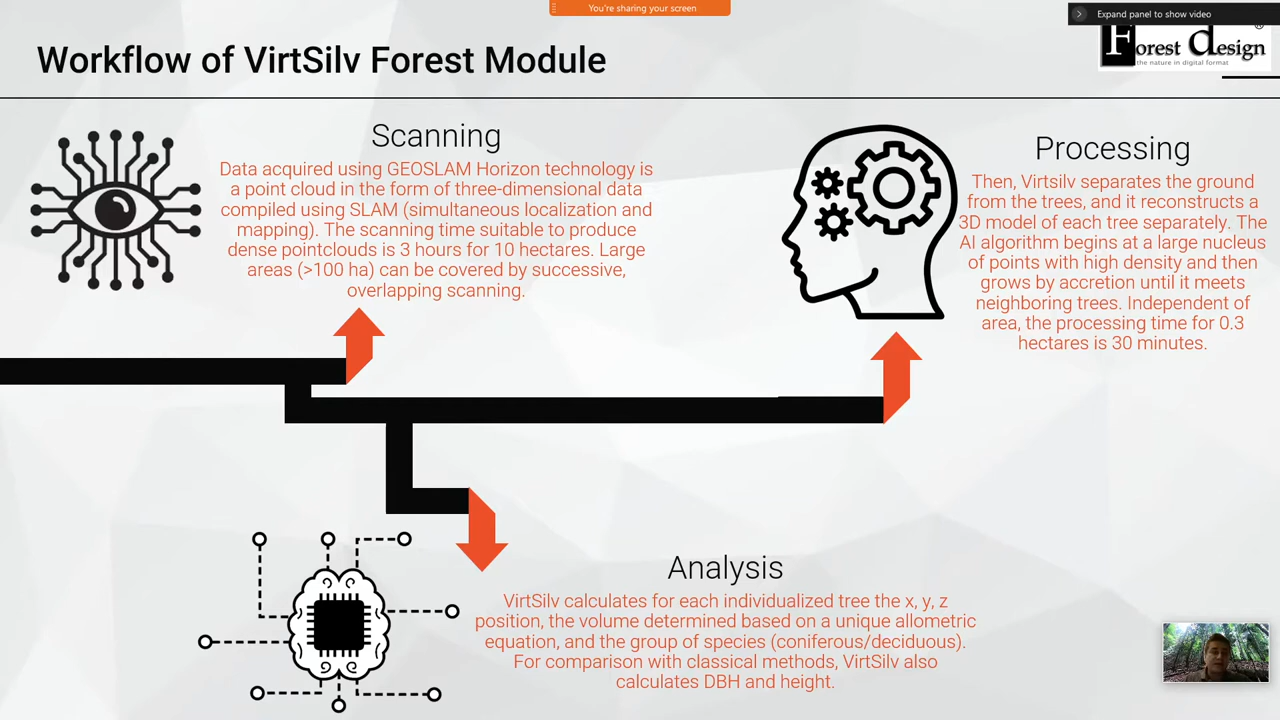 You're sharing your screen
Expand panel to show video
Workflow of VirtSilv Forest Module
Forest design
®
the nature in digital format
Scanning
Data acquired using GEOSLAM Horizon technology is
a point cloud in the form of three-dimensional data
compiled using SLAM (simultaneous localization and
mapping). The scanning time suitable to produce
dense pointclouds is 3 hours for 10 hectares. Large
areas (>100 ha) can be covered by successive,
overlapping scanning.
Processing
Then, Virtsilv separates the ground
from the trees, and it reconstructs a
3D model of each tree separately. The
AI algorithm begins at a large nucleus
of points with high density and then
grows by accretion until it meets
neighboring trees. Independent of
area, the processing time for 0.3
hectares is 30 minutes.
Analysis
VirtSilv calculates for each individualized tree the x, y, z
position, the volume determined based on a unique allometric
equation, and the group of species (coniferous/deciduous).
For comparison with classical methods, VirtSilv also
calculates DBH and height.